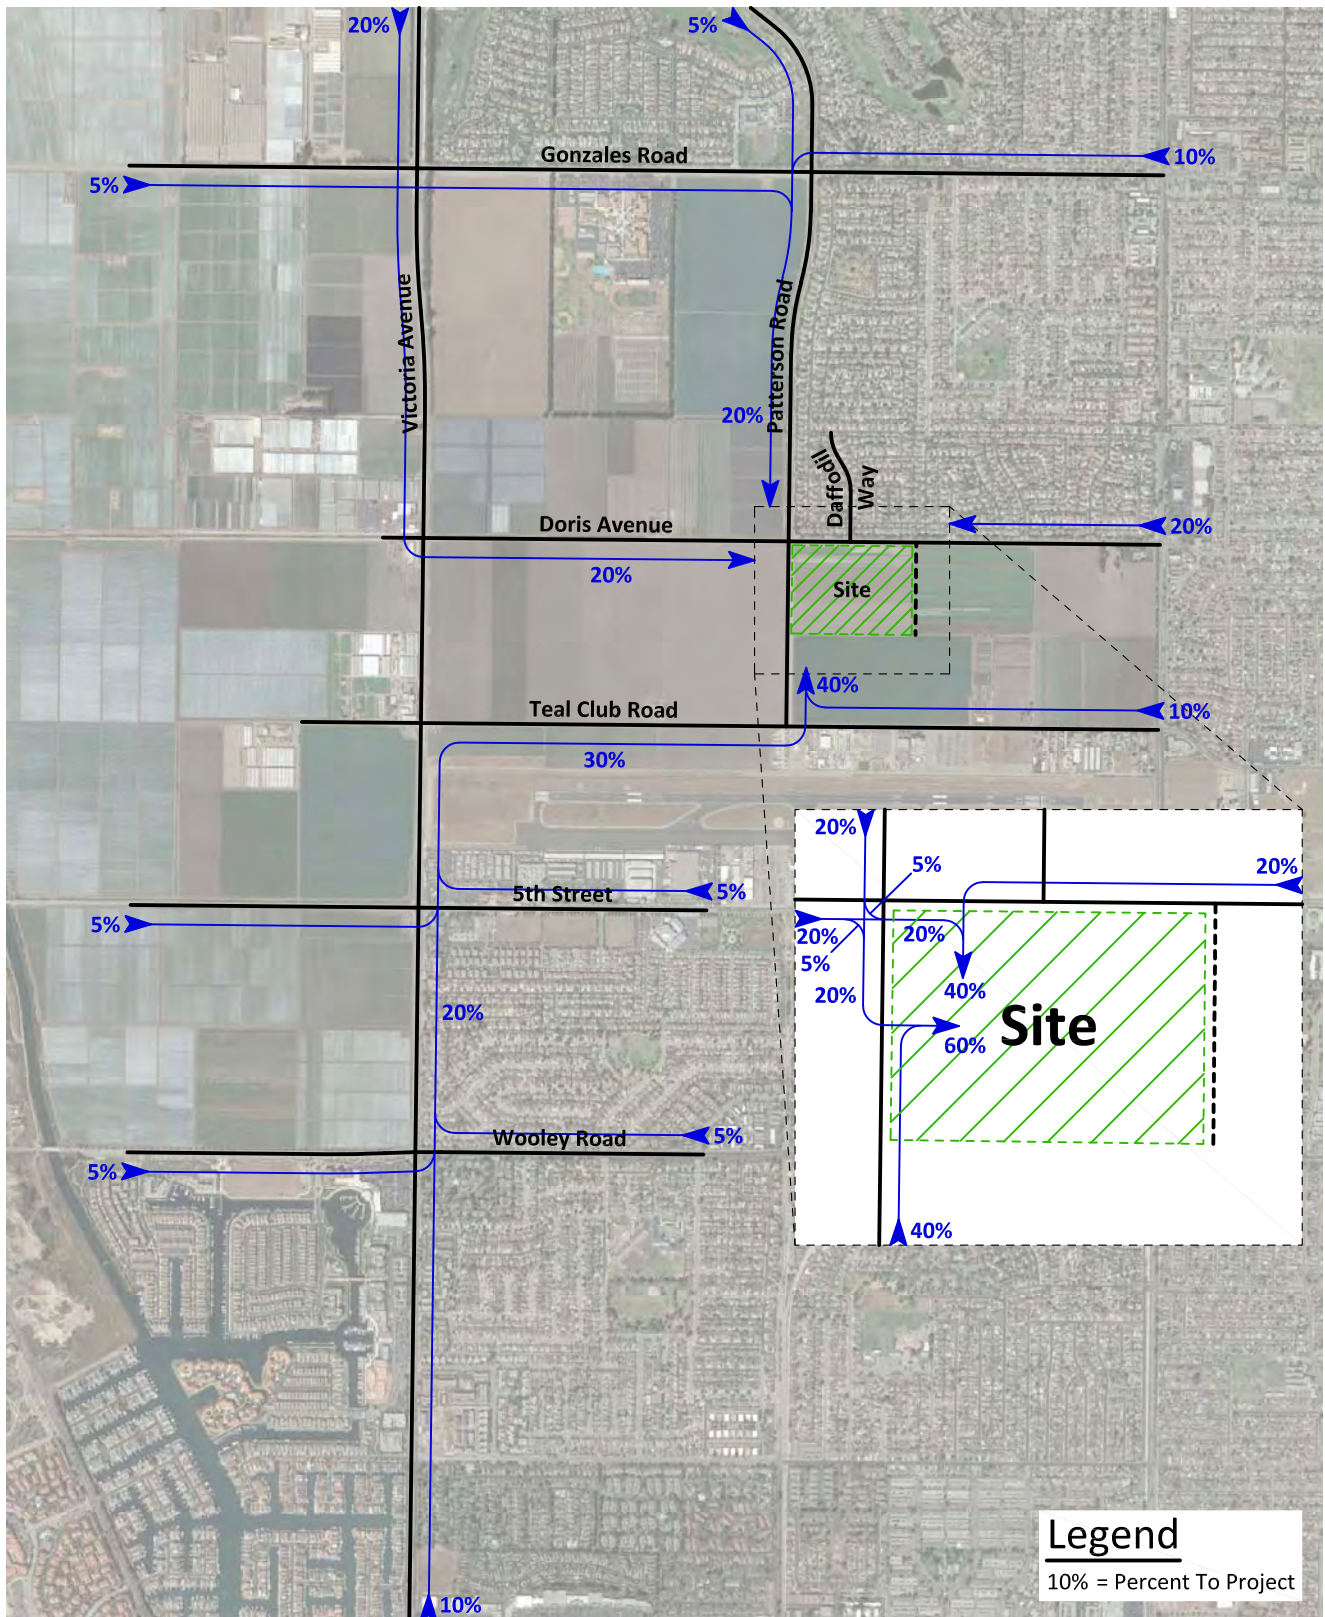 20%
5%
Gonzales Road
10%
5%
Victoria Avenue
Patterson Road
20%
Daffodil
Way
Doris Avenue
20%
20%
Site
40%
Teal Club Road
10%
30%
20%
5%
20%
5th Street
5%
5%
20%
20%
5%
20%
40%
Site
20%
60%
Wooley Road
5%
5%
40%
Legend
10% = Percent To Project
10%